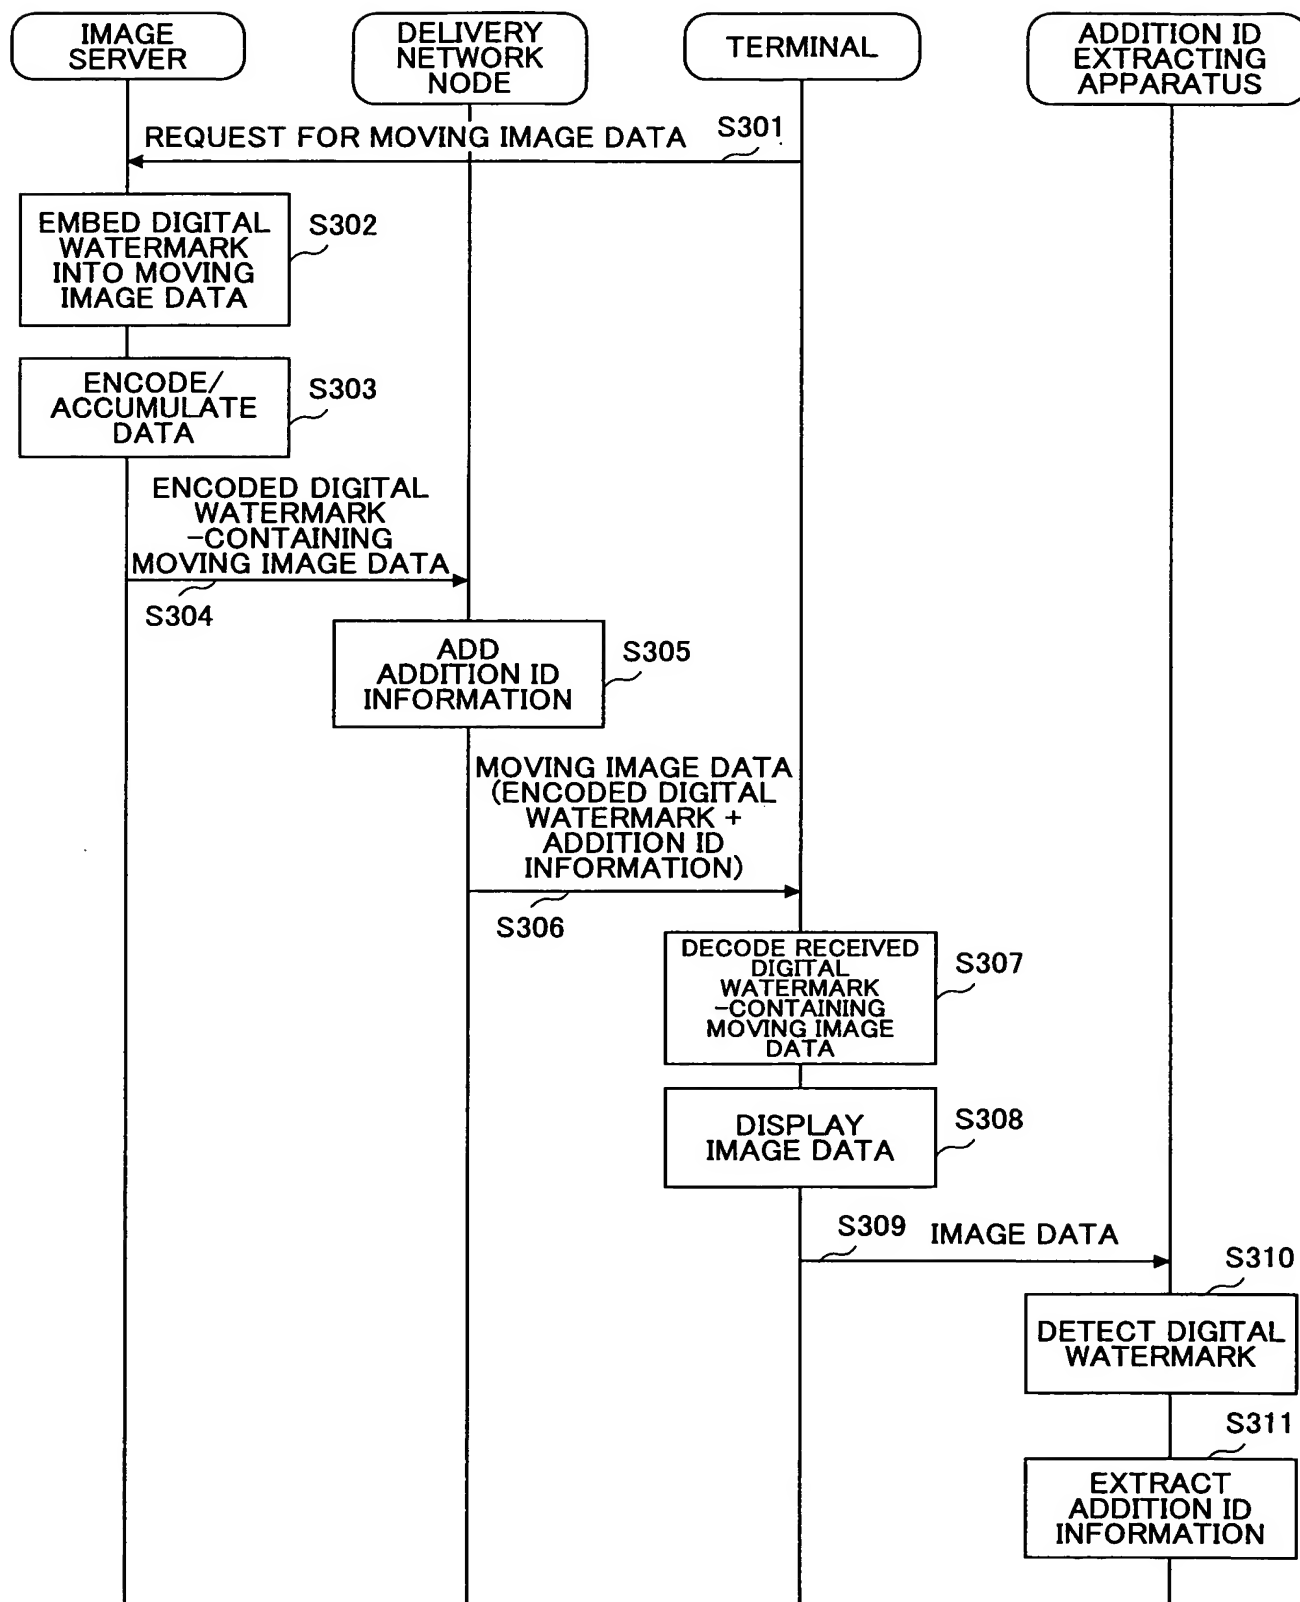 IMAGE
SERVER
DELIVERY
NETWORK
NODE
TERMINAL
ADDITION ID
EXTRACTING
APPARATUS
REQUEST FOR MOVING IMAGE DATA
S301
EMBED DIGITAL
WATERMARK
INTO MOVING
IMAGE DATA
S302
ENCODE/
ACCUMULATE
DATA
S303
ENCODED DIGITAL
WATERMARK
-CONTAINING
MOVING IMAGE DATA
S304
ADD
ADDITION ID
INFORMATION
S305
MOVING IMAGE DATA
(ENCODED DIGITAL
WATERMARK +
ADDITION ID
INFORMATION)
S306
DECODE RECEIVED
DIGITAL
WATERMARK
-CONTAINING
MOVING IMAGE
DATA
S307
DISPLAY
IMAGE DATA
S308
S309
IMAGE DATA
S310
DETECT DIGITAL
WATERMARK
S311
EXTRACT
ADDITION ID
INFORMATION